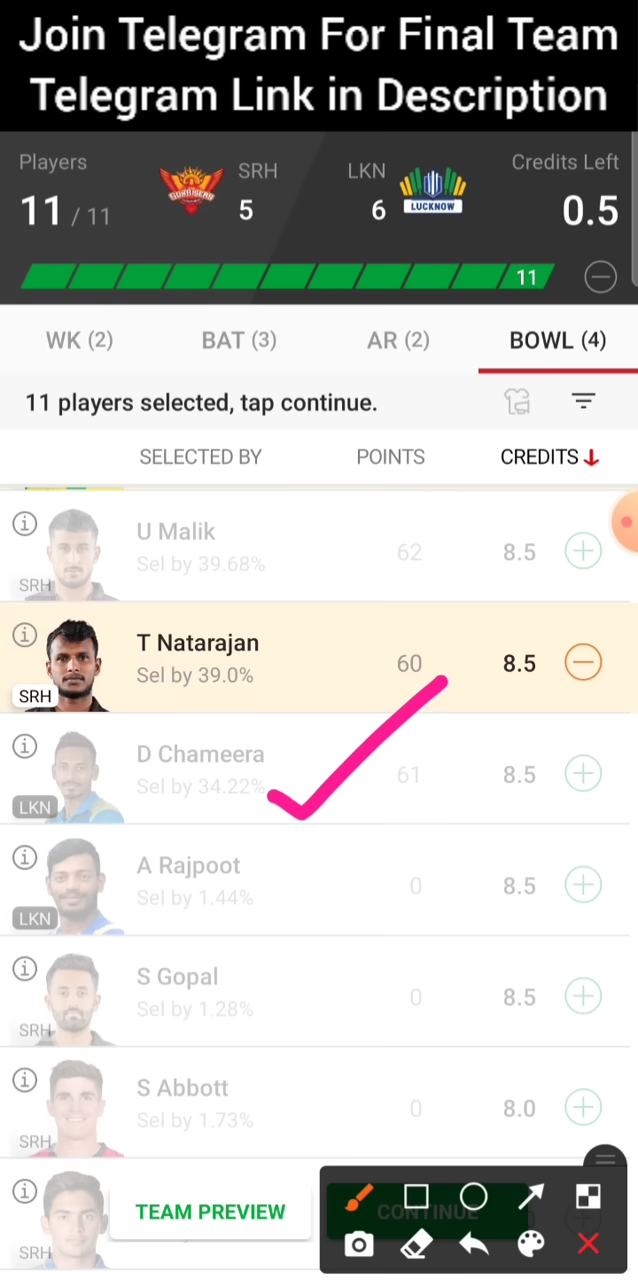 Join Telegram For Final Team
Telegram Link in Description
Players SRH LKN Credits Left
11 / 11 5 6 0.5
SUNRISERS LUCKNOW
11
WK (2) BAT (3) AR (2) BOWL (4)
11 players selected, tap continue.
SELECTED BY POINTS CREDITS
U Malik
Sel by 39.68% 62 8.5
SRH
T Natarajan
Sel by 39.0% 60 8.5
SRH
D Chameera
Sel by 34.22% 61 8.5
LKN
A Rajpoot
Sel by 1.44% 0 8.5
LKN
S Gopal
Sel by 1.28% 0 8.5
SRH
S Abbott
Sel by 1.73% 0 8.0
SRH
TEAM PREVIEW CONTINUE
SRH